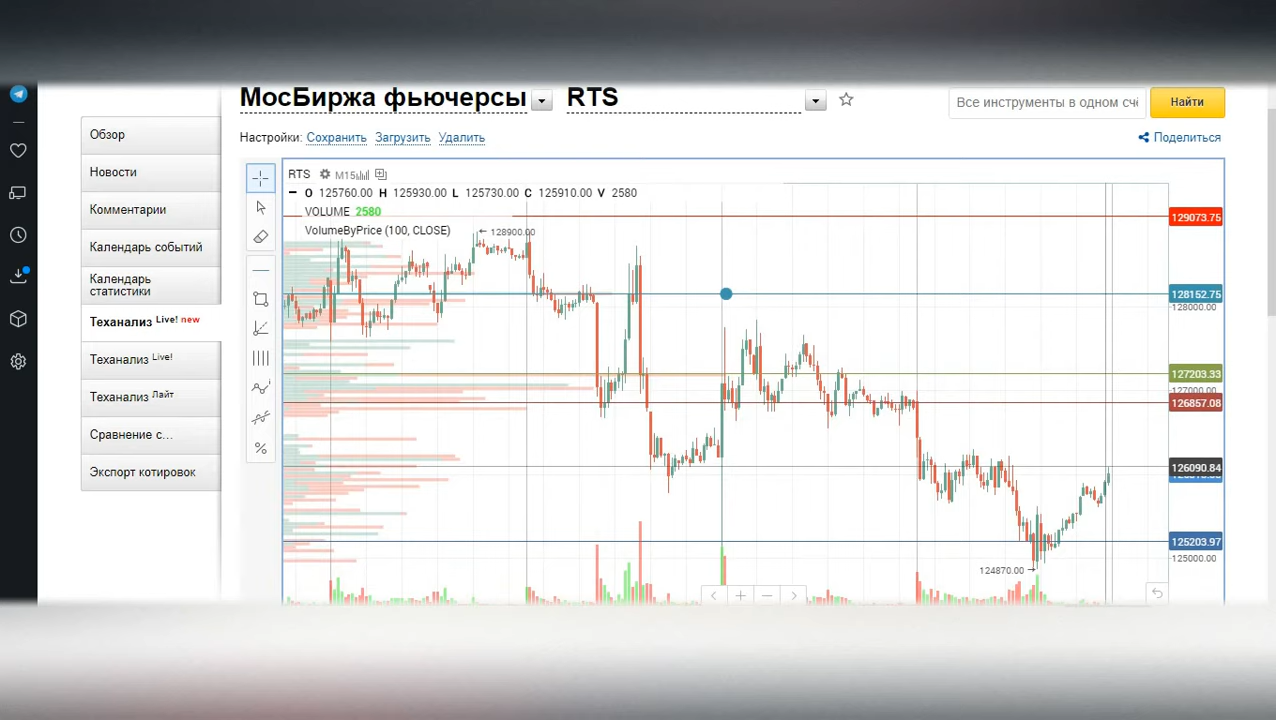 МосБиржа фьючерсы RTS
Все инструменты в одном счё
Найти
Настройки: Сохранить Загрузить Удалить
Поделиться
Обзор
Новости
Комментарии
Календарь событий
Календарь
статистики
Теханализ Live! new
Теханализ Live!
Теханализ Лайт
Сравнение с...
Экспорт котировок
RTS M15
O 125760.00 H 125930.00 L 125730.00 C 125910.00 V 2580
VOLUME 2580
VolumeByPrice (100, CLOSE)
128900.00
124870.00
129073.75
128152.75
128000.00
127203.33
127000.00
126857.08
126090.84
125203.97
125000.00